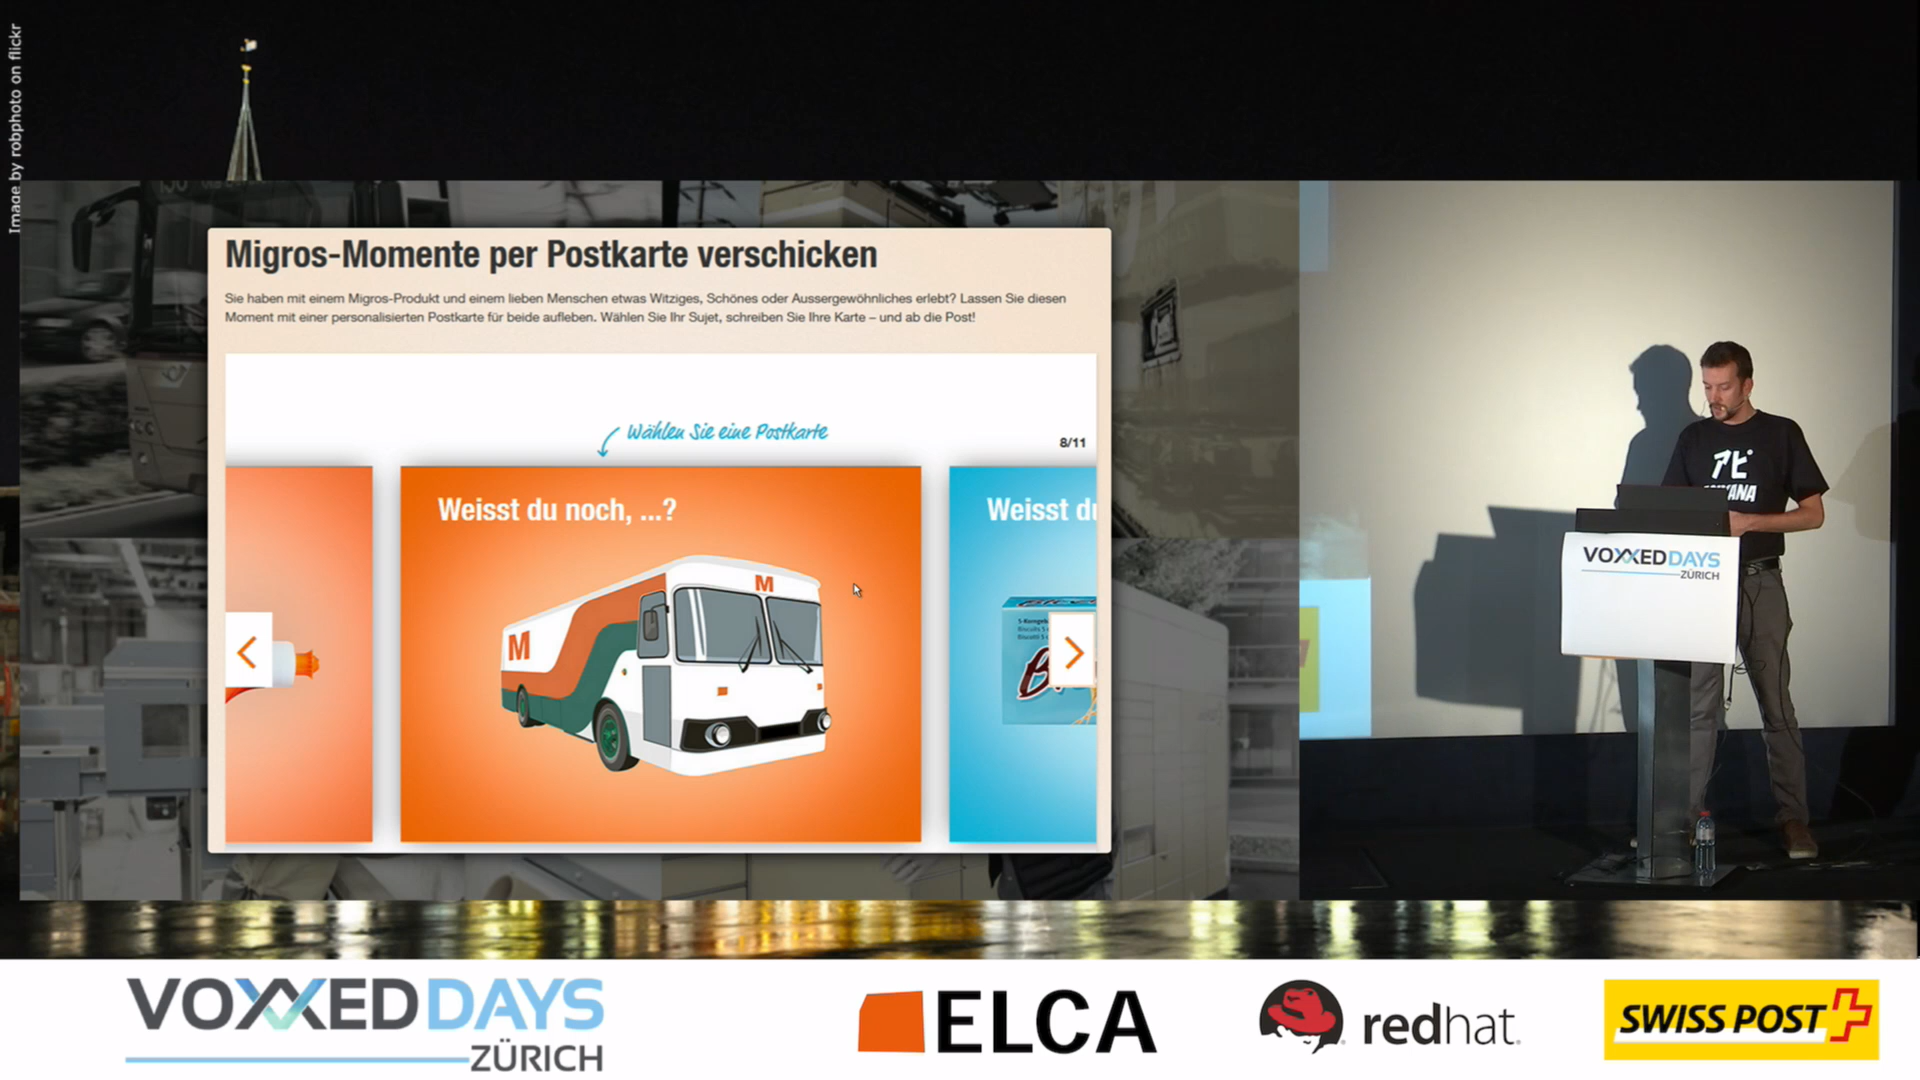 Image by robphoto on flickr
Migros-Momente per Postkarte verschicken
Sie haben mit einem Migros-Produkt und einem lieben Menschen etwas Witziges, Schönes oder Aussergewöhnliches erlebt? Lassen Sie diesen
Moment mit einer personalisierten Postkarte für beide aufleben. Wählen Sie Ihr Sujet, schreiben Sie Ihre Karte – und ab die Post!
Wählen Sie eine Postkarte
8/11
Weisst du noch, ...?
Weisst
M
M
アピ
VOXXED DAYS
ZÜRICH
VOXXED DAYS
ZÜRICH
ELCA
redhat.
SWISS POST